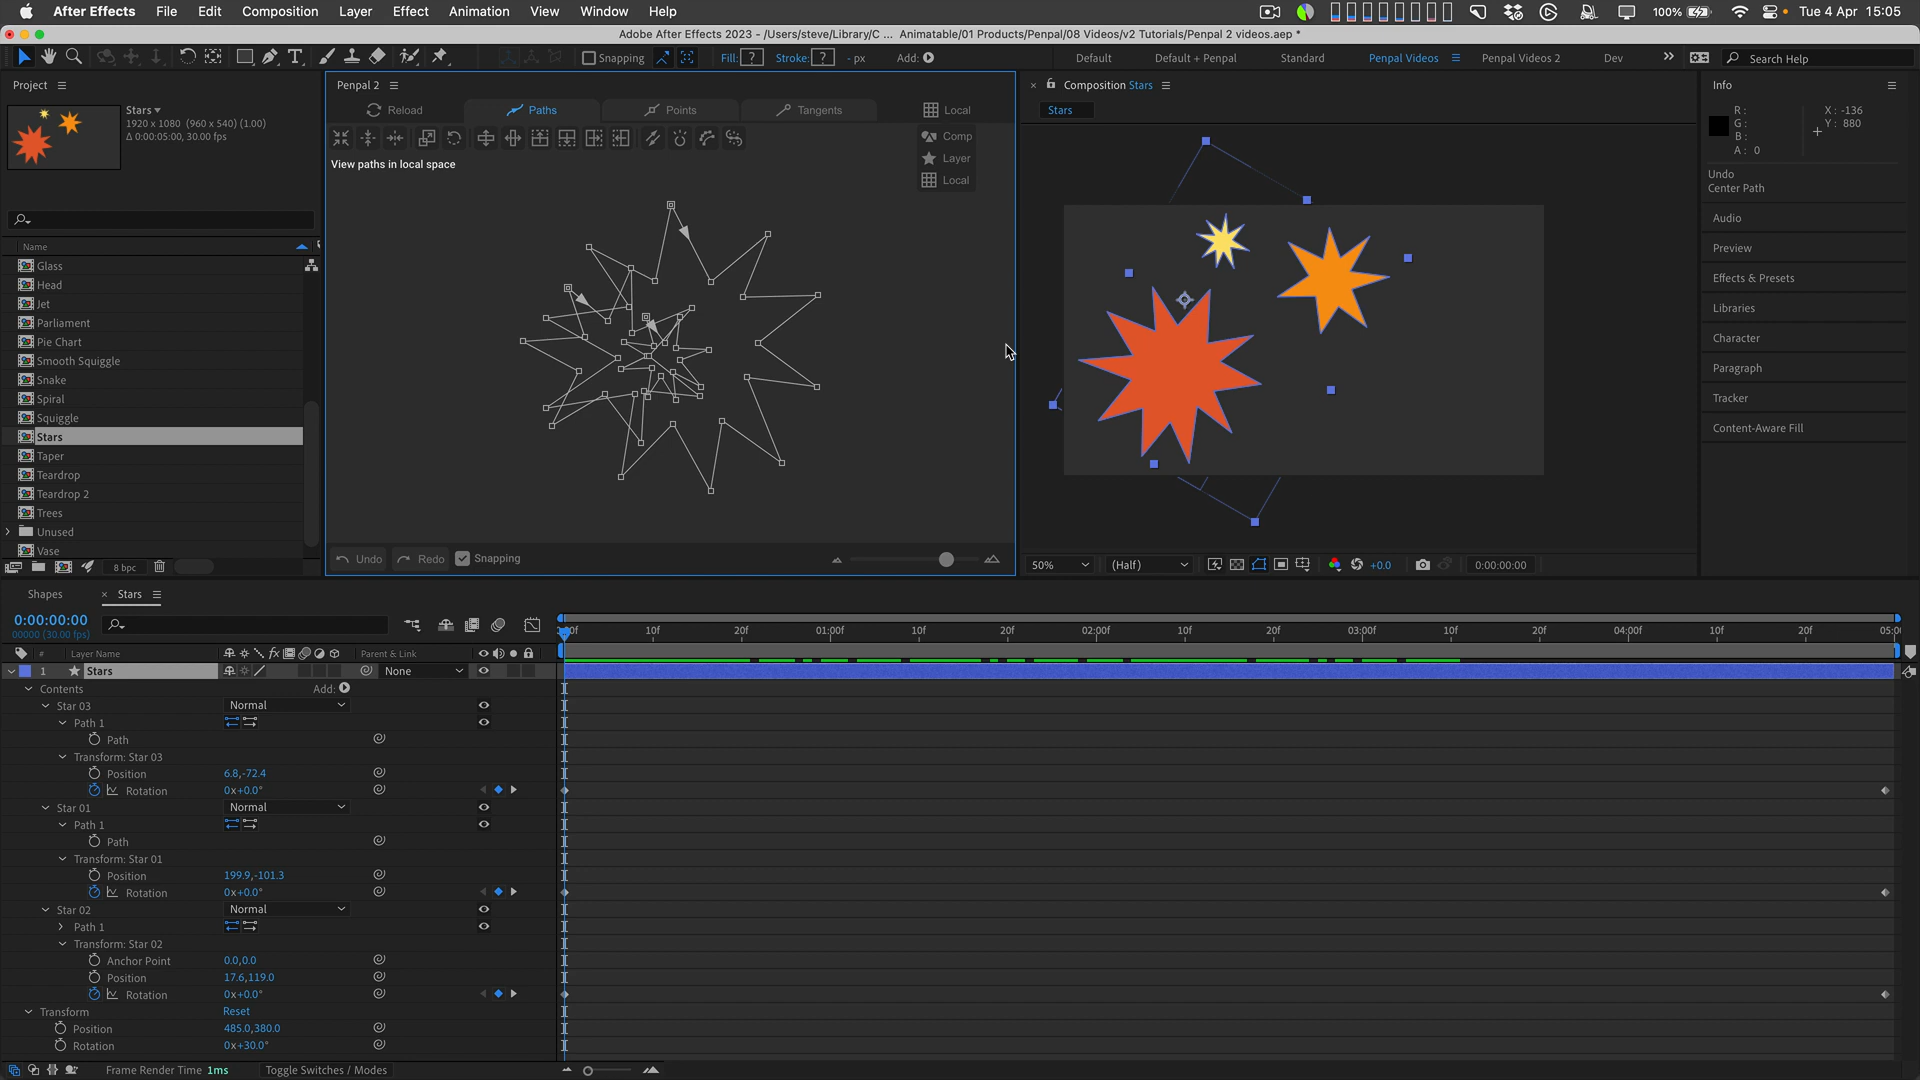 After Effects File Edit Composition Layer Effect Animation View Window Help 100% Tue 4 Apr 15:05
Adobe After Effects 2023 - /Users/steve/Library/C ... Animatable/01 Products/Penpal/08 Videos/v2 Tutorials/Penpal 2 videos.aep *
Snapping Fill: ? Stroke: ? - px Add: Default Default + Penpal Standard Penpal Videos Penpal Videos 2 Dev Search Help
Project
Stars
1920 x 1080 (960 x 540) (1.00)
Δ 0:00:05:00, 30.00 fps
Name
Glass
Head
Jet
Parliament
Pie Chart
Smooth Squiggle
Snake
Spiral
Squiggle
Stars
Taper
Teardrop
Teardrop 2
Trees
Unused
Vase
8 bpc
Penpal 2
Reload Paths Points Tangents Local
Comp
Layer
Local
View paths in local space
Undo Redo Snapping
Composition Stars
Stars
50% (Half) +0.0 0:00:00:00
Info
R: X: -136
G: Y: 880
B:
A: 0
Undo
Center Path
Audio
Preview
Effects & Presets
Libraries
Character
Paragraph
Tracker
Content-Aware Fill
Shapes Stars
0:00:00:00
00000 (30.00 fps)
10f 20f 01:00f 10f 20f 02:00f 10f 20f 03:00f 10f 20f 04:00f 10f 20f
# Layer Name fx Parent & Link
1 Stars None
Contents Add:
Star 03 Normal
Path 1
Path
Transform: Star 03
Position 6.8,-72.4
Rotation 0x+0.0°
Star 01 Normal
Path 1
Path
Transform: Star 01
Position 199.9,-101.3
Rotation 0x+0.0°
Star 02 Normal
Path 1
Transform: Star 02
Anchor Point 0.0,0.0
Position 17.6,119.0
Rotation 0x+0.0°
Transform Reset
Position 485.0,380.0
Rotation 0x+30.0°
Frame Render Time 1ms Toggle Switches / Modes